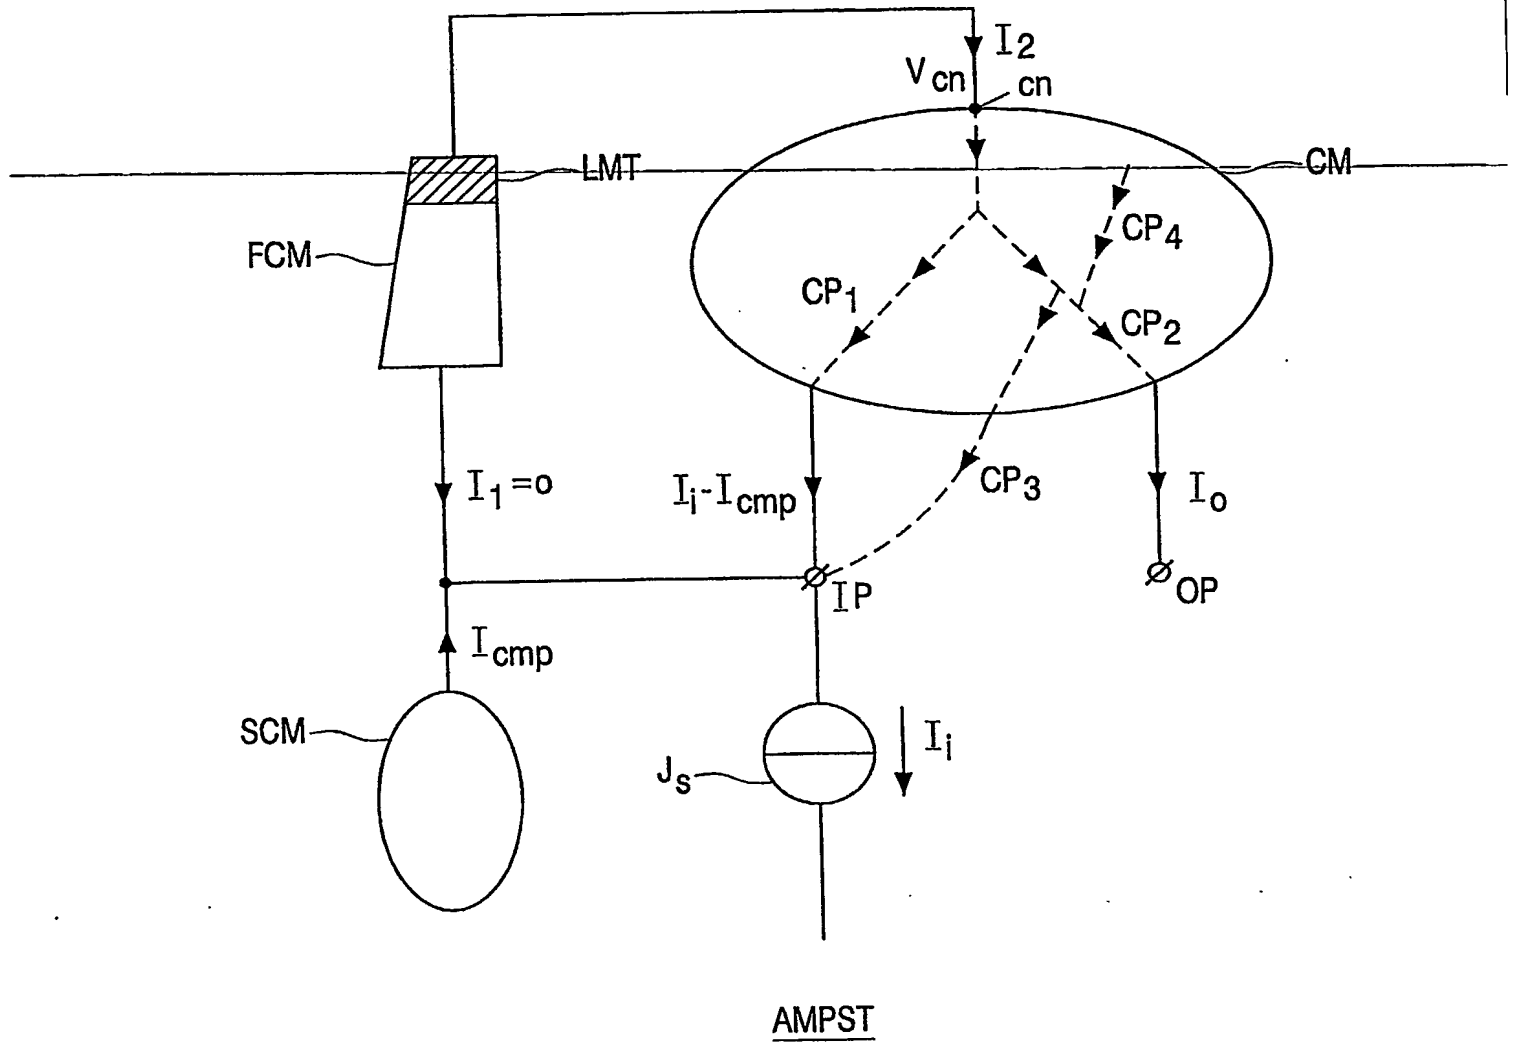 I2
Vcn
cn
LMT
CM
FCM
CP4
CP1
CP2
I1=o
Ii-Icmp
CP3
Io
IP
OP
Icmp
SCM
Ii
Js
AMPST